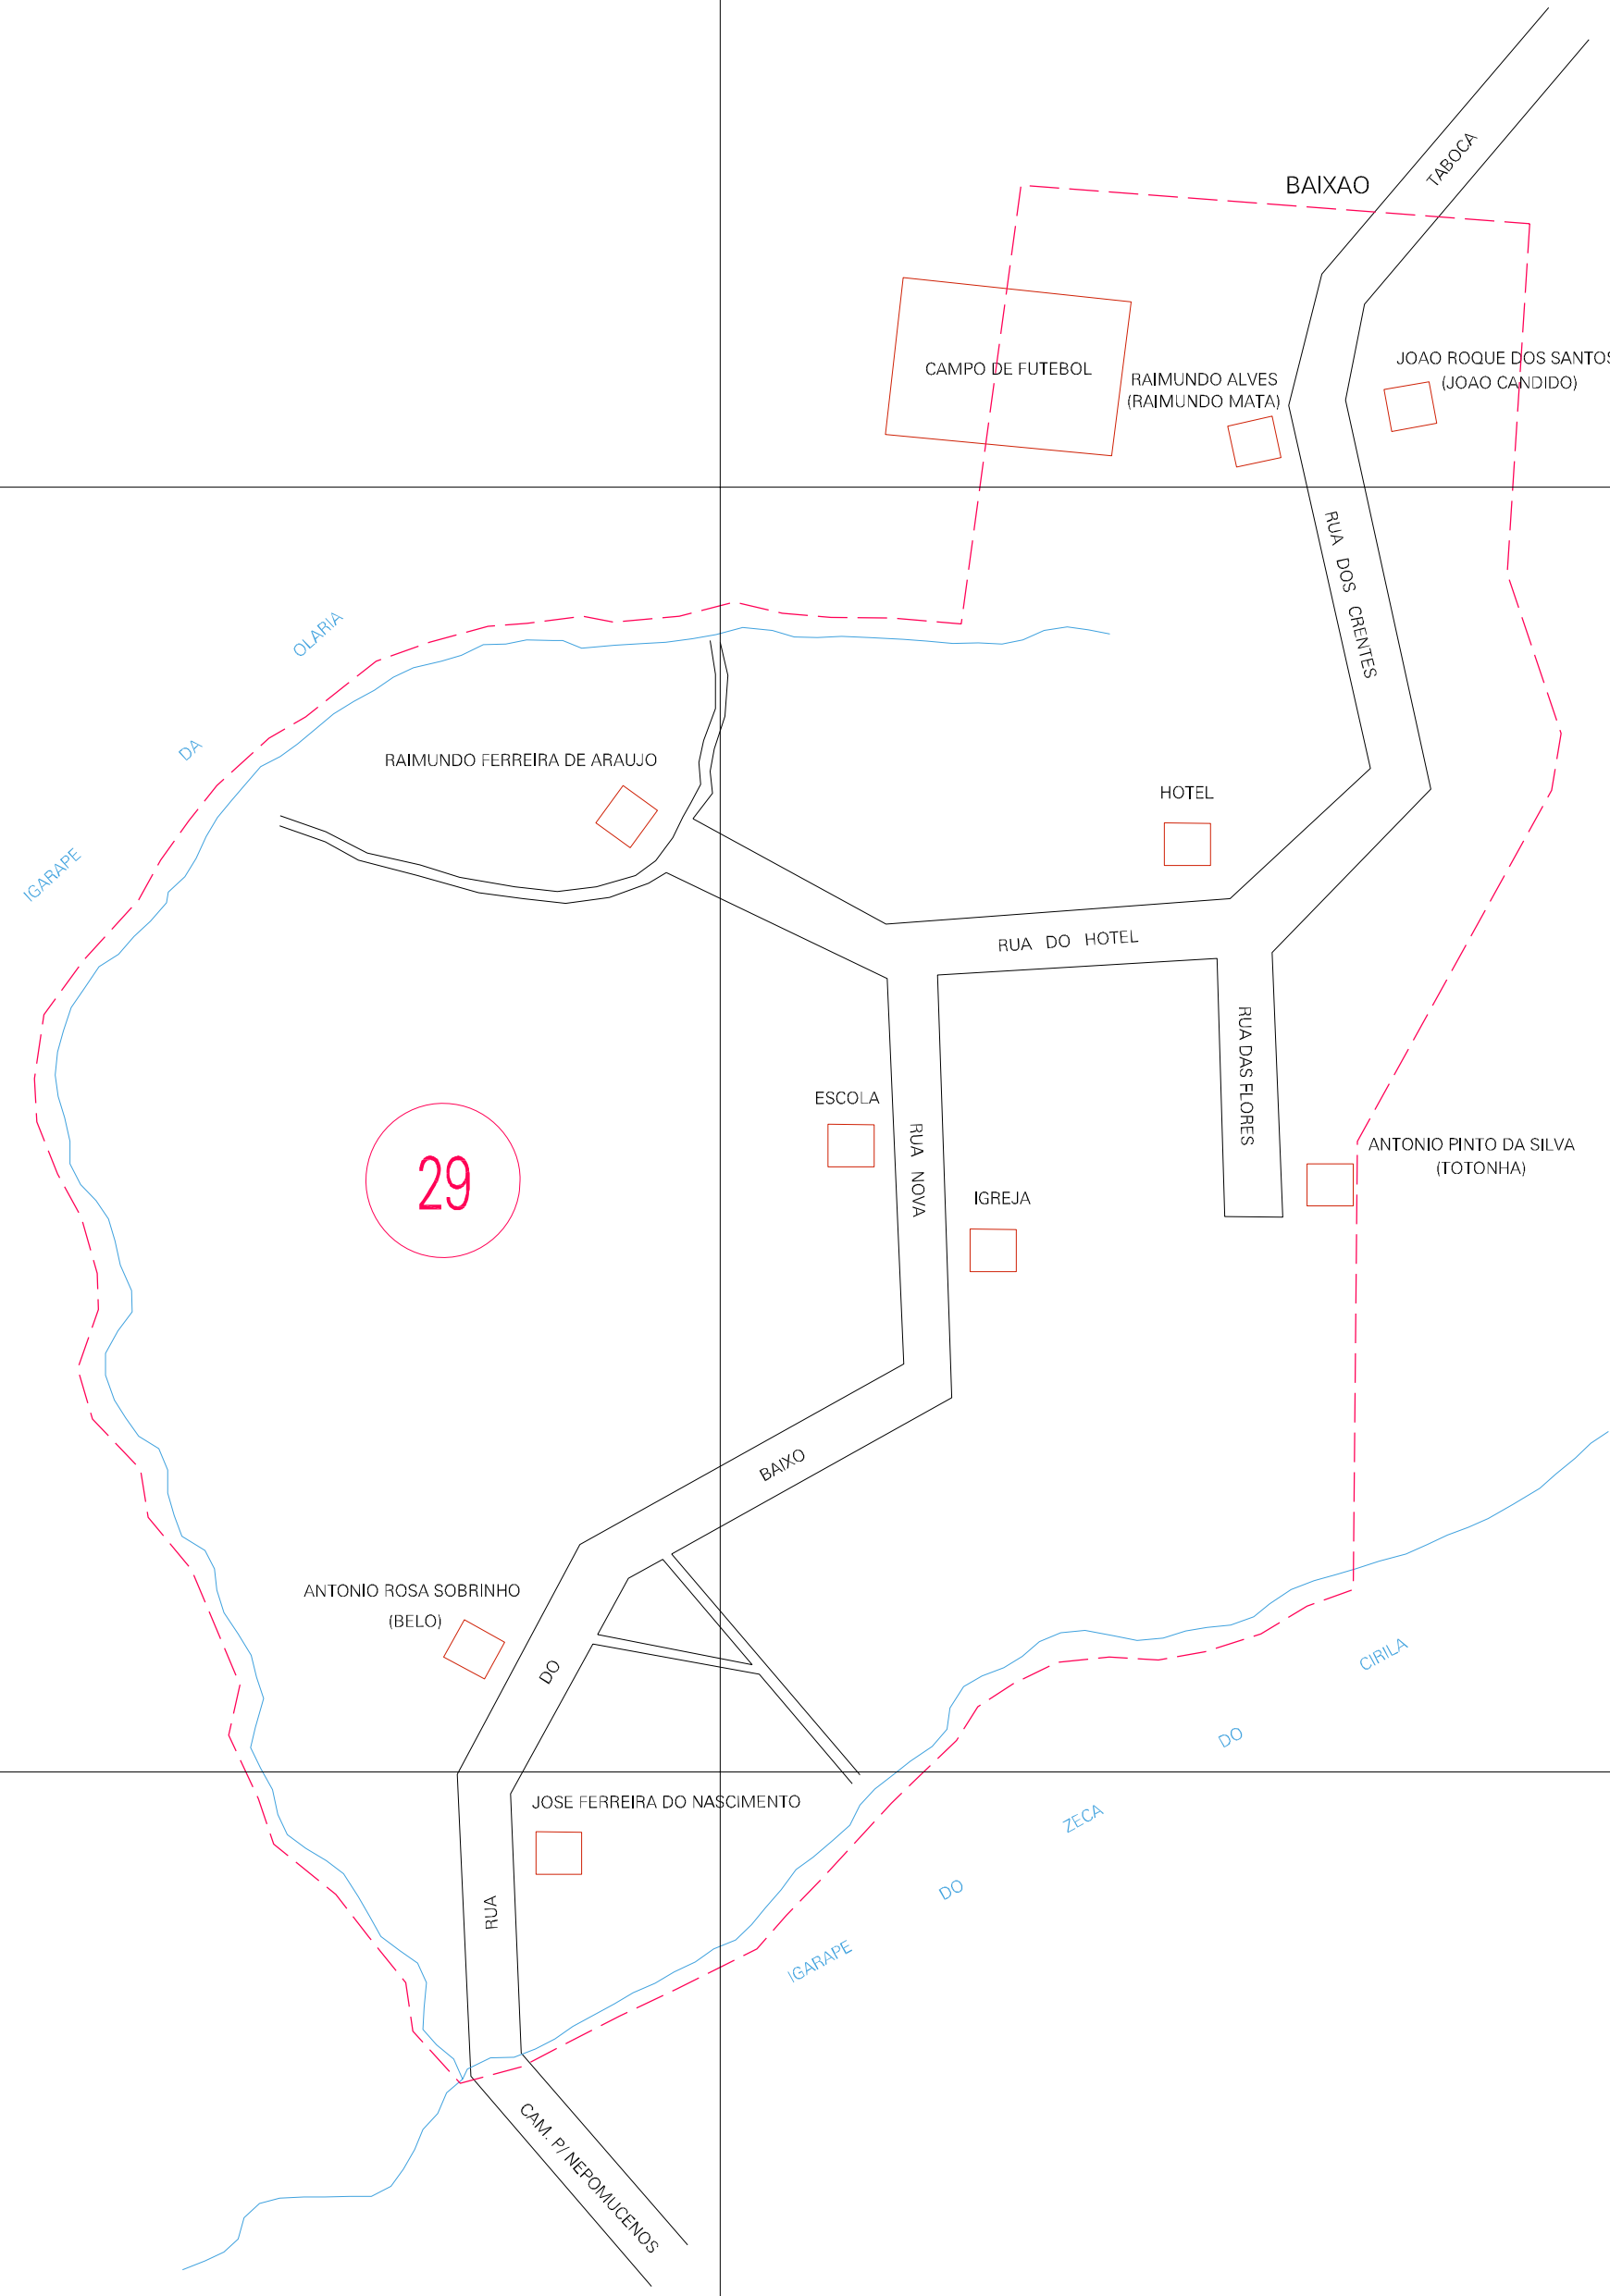 TABOCA
BAIXAO
JOAO ROQUE DOS SANTOS
(JOAO CANDIDO)
CAMPO DE FUTEBOL
RAIMUNDO ALVES
(RAIMUNDO MATA)
RUA DOS CRENTES
IGARAPE DA OLARIA
RAIMUNDO FERREIRA DE ARAUJO
HOTEL
RUA DO HOTEL
RUA DAS FLORES
ESCOLA
RUA NOVA
29
ANTONIO PINTO DA SILVA
(TOTONHA)
IGREJA
RUA DO BAIXO
ANTONIO ROSA SOBRINHO
(BELO)
JOSE FERREIRA DO NASCIMENTO
IGARAPE DO ZECA DO CIRILA
CAM. P/ NEPOMUCENOS